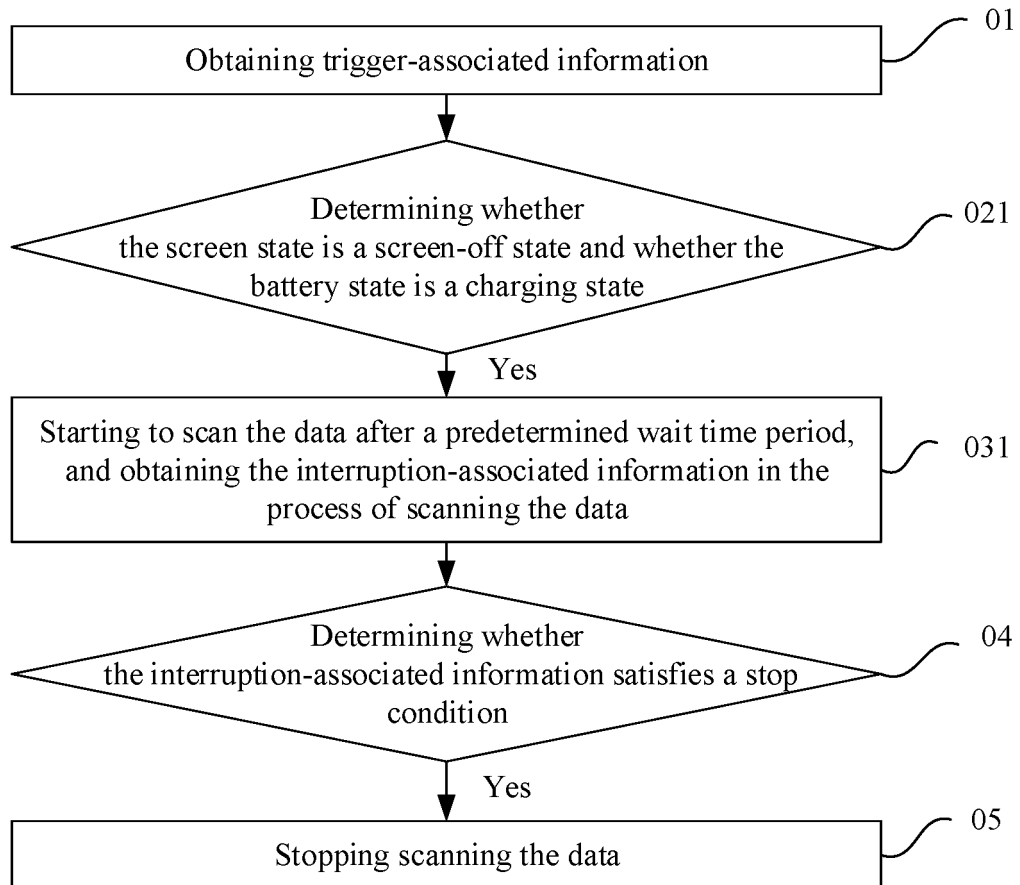 01
Obtaining trigger-associated information
Determining whether
the screen state is a screen-off state and whether the
battery state is a charging state
021
Yes
Starting to scan the data after a predetermined wait time period,
and obtaining the interruption-associated information in the
process of scanning the data
031
Determining whether
the interruption-associated information satisfies a stop
condition
04
Yes
05
Stopping scanning the data